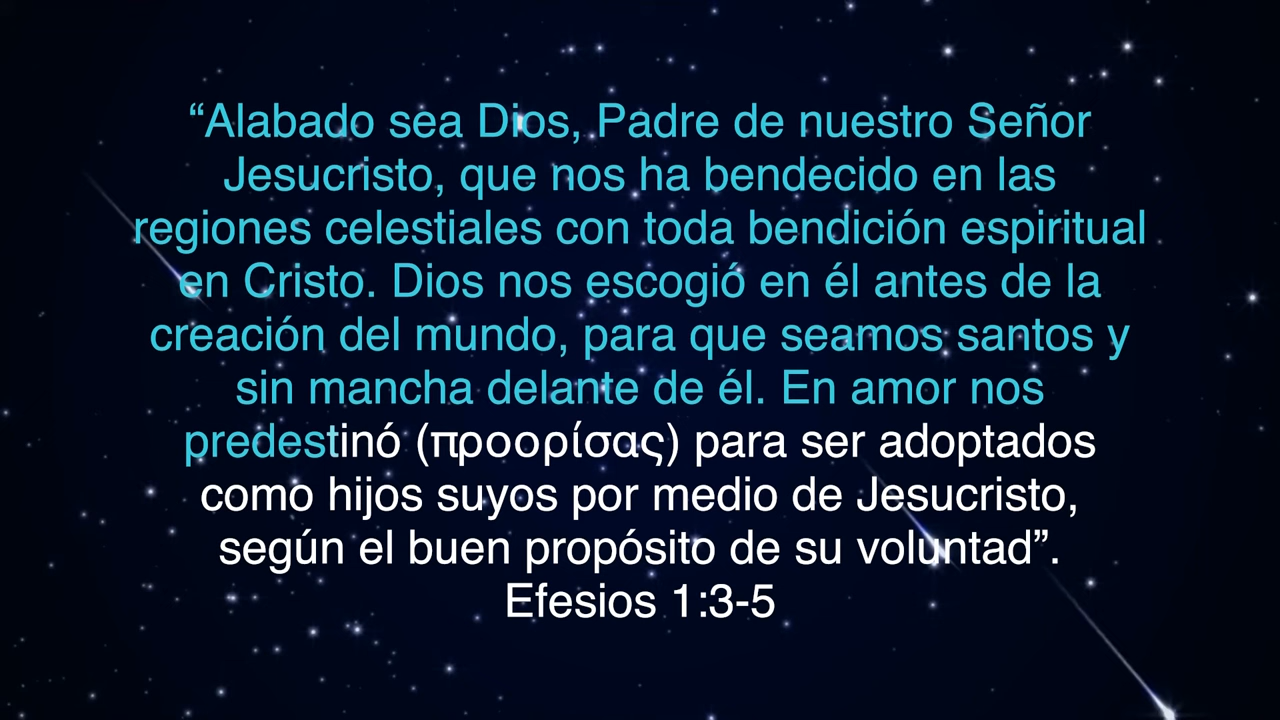 “Alabado sea Dios, Padre de nuestro Señor
Jesucristo, que nos ha bendecido en las
regiones celestiales con toda bendición espiritual
en Cristo. Dios nos escogió en él antes de la
creación del mundo, para que seamos santos y
sin mancha delante de él. En amor nos
predestinó (προορίσας) para ser adoptados
como hijos suyos por medio de Jesucristo,
según el buen propósito de su voluntad”.
Efesios 1:3-5